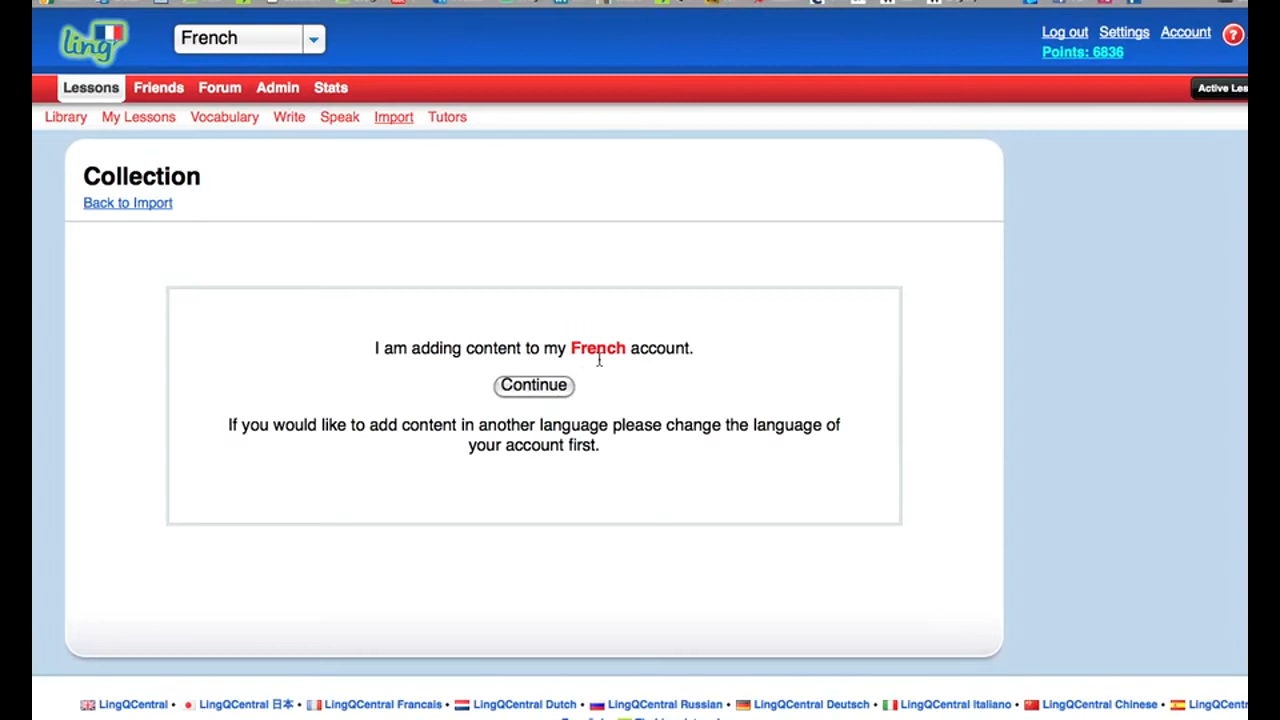 ling
French
Log out Settings Account ?
Points: 6836
Lessons Friends Forum Admin Stats
Active Les
Library My Lessons Vocabulary Write Speak Import Tutors
Collection
Back to Import
I am adding content to my French account.
Continue
If you would like to add content in another language please change the language of
your account first.
LingQCentral • LingQCentral 日本 • LingQCentral Francais • LingQCentral Dutch • LingQCentral Russian • LingQCentral Deutsch • LingQCentral Italiano • LingQCentral Chinese • LingQCentr